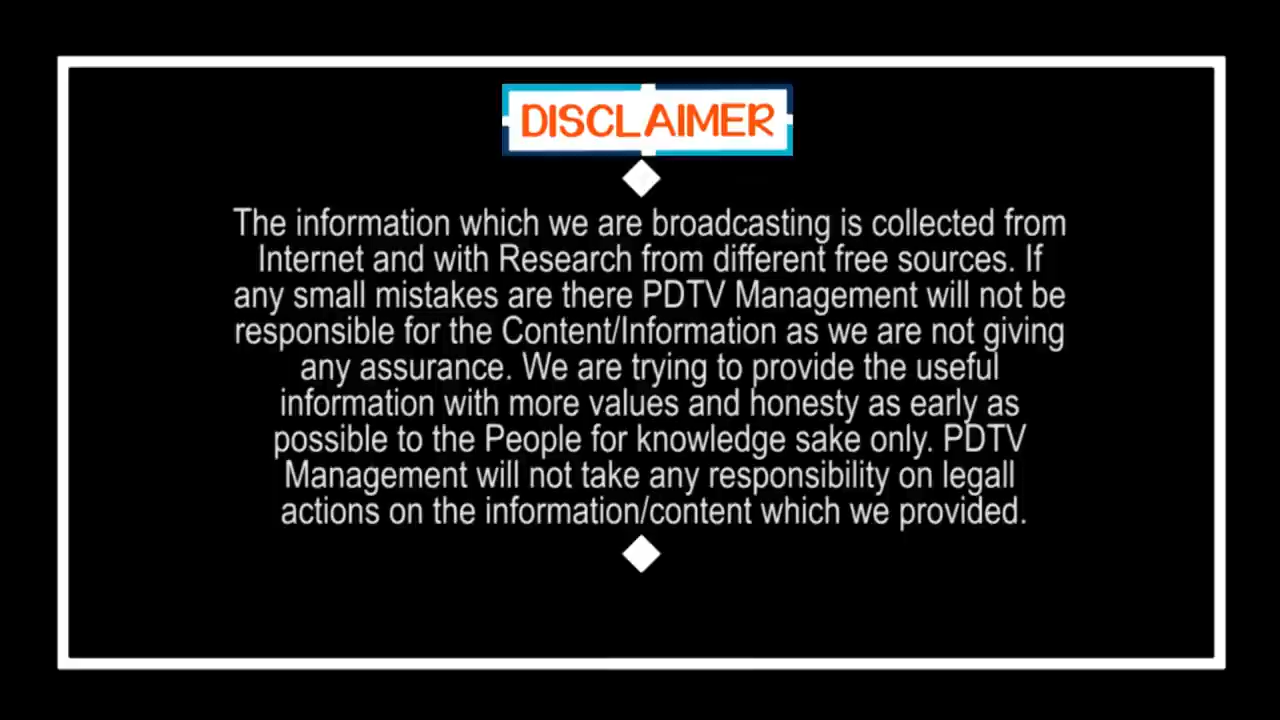 DISCLAIMER
The information which we are broadcasting is collected from
Internet and with Research from different free sources. If
any small mistakes are there PDTV Management will not be
responsible for the Content/Information as we are not giving
any assurance. We are trying to provide the useful
information with more values and honesty as early as
possible to the People for knowledge sake only. PDTV
Management will not take any responsibility on legall
actions on the information/content which we provided.